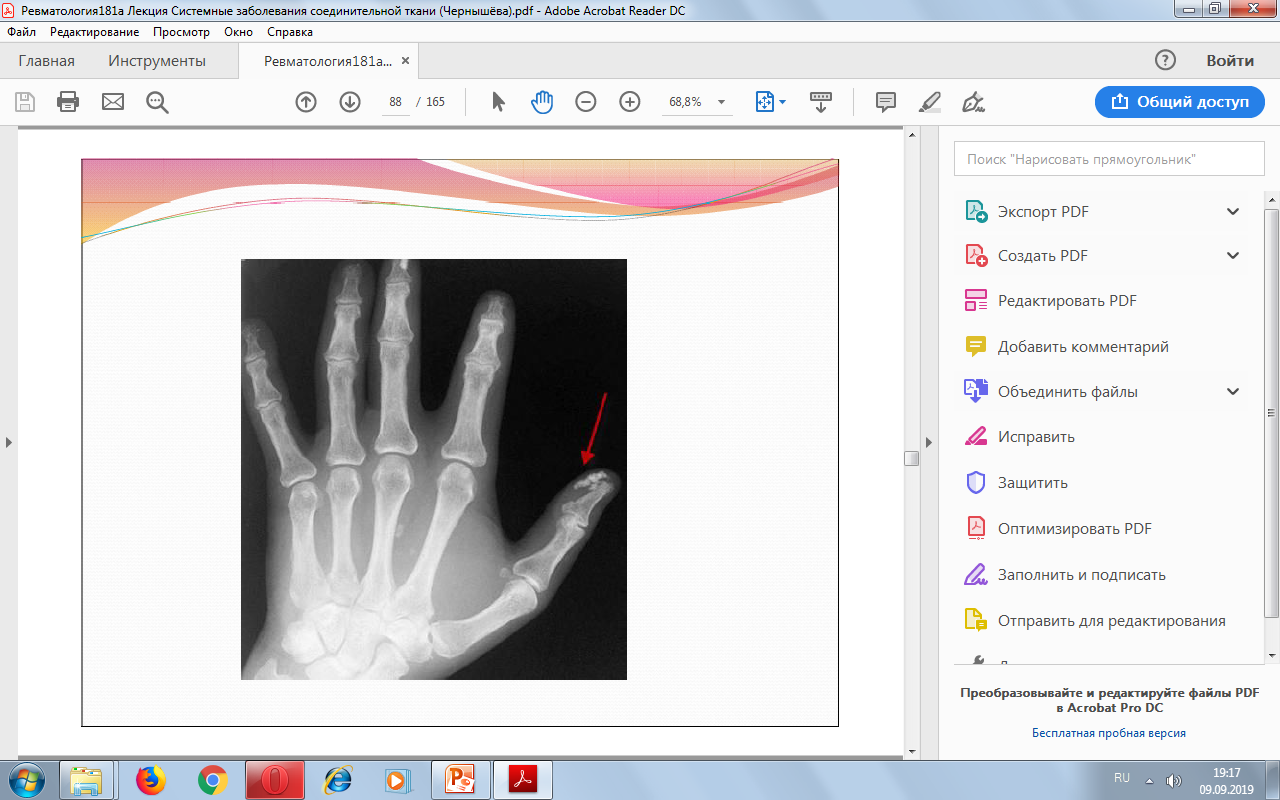 Ревматология181а Лекция Системные заболевания соединительной ткани (Чернышёва).pdf - Adobe Acrobat Reader DC
Файл Редактирование Просмотр Окно Справка
Главная Инструменты Ревматология181а... × ? Войти
88 / 165 68,8% Общий доступ
Поиск "Нарисовать прямоугольник"
Экспорт PDF
Создать PDF
Редактировать PDF
Добавить комментарий
Объединить файлы
Исправить
Защитить
Оптимизировать PDF
Заполнить и подписать
Отправить для редактирования
Преобразовывайте и редактируйте файлы PDF
в Acrobat Pro DC
Бесплатная пробная версия
RU 19:17
09.09.2019